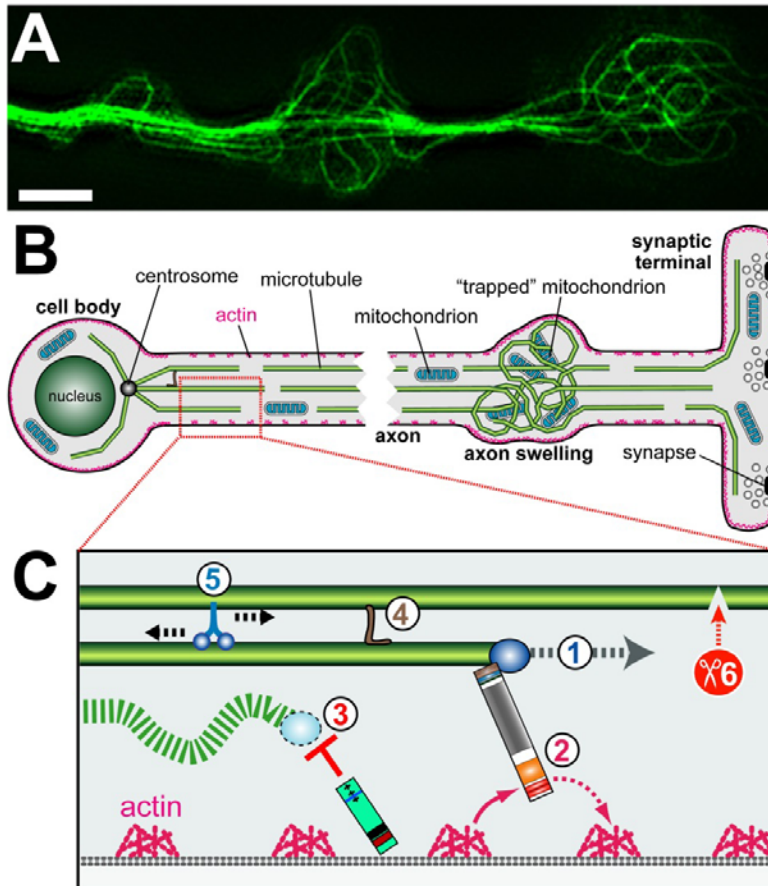 A
B
synaptic
terminal
centrosome
microtubule
"trapped" mitochondrion
cell body
actin
mitochondrion
nucleus
axon
axon swelling
synapse
C
5
4
1
6
3
2
actin